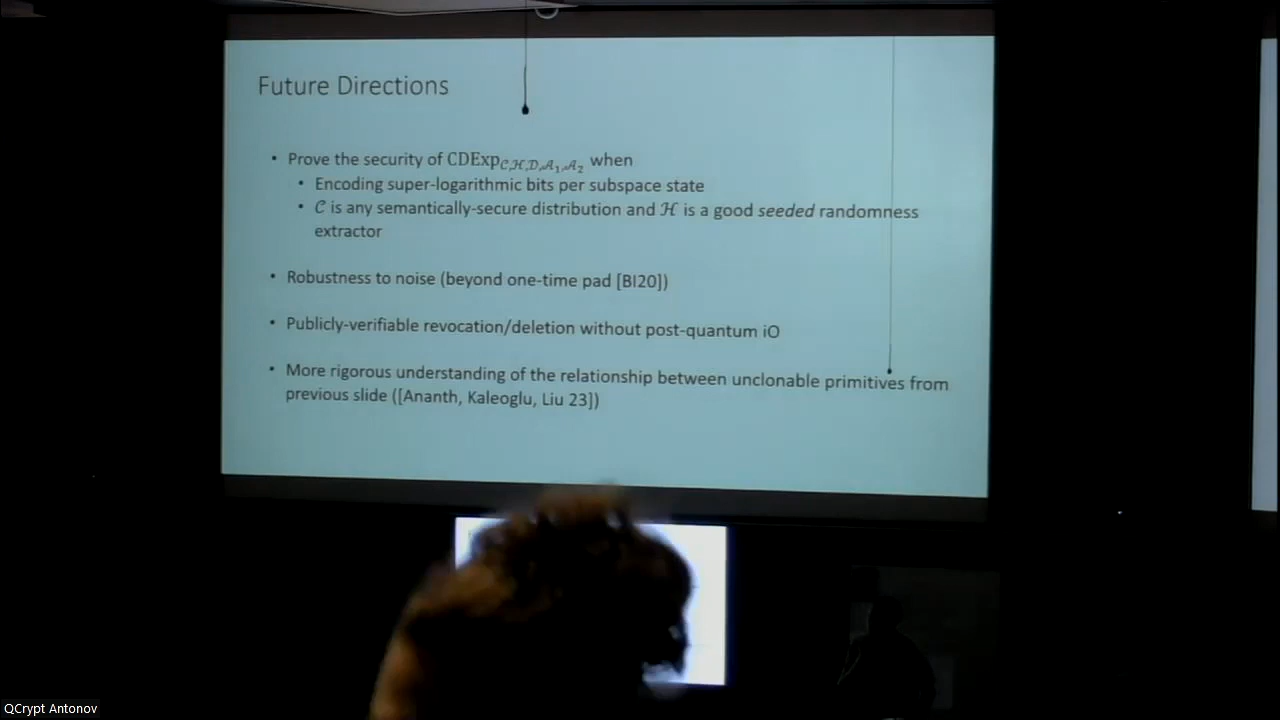 Future Directions
• Prove the security of CDExp_{𝒞,ℋ,𝒟,𝒜₁,𝒜₂} when
• Encoding super-logarithmic bits per subspace state
• 𝒞 is any semantically-secure distribution and ℋ is a good seeded randomness
extractor
• Robustness to noise (beyond one-time pad [BI20])
• Publicly-verifiable revocation/deletion without post-quantum iO
• More rigorous understanding of the relationship between unclonable primitives from
previous slide ([Ananth, Kaleoglu, Liu 23])
QCrypt Antonov